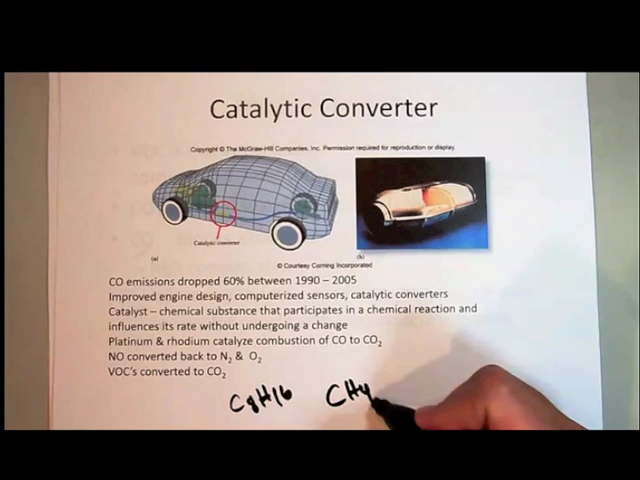 Catalytic Converter
Copyright © The McGraw-Hill Companies, Inc. Permission required for reproduction or display.
Catalytic converter
(a)
(b)
© Courtesy Corning Incorporated
CO emissions dropped 60% between 1990 – 2005
Improved engine design, computerized sensors, catalytic converters
Catalyst – chemical substance that participates in a chemical reaction and
influences its rate without undergoing a change
Platinum & rhodium catalyze combustion of CO to CO₂
NO converted back to N₂ & O₂
VOC's converted to CO₂
C8H16 CH4